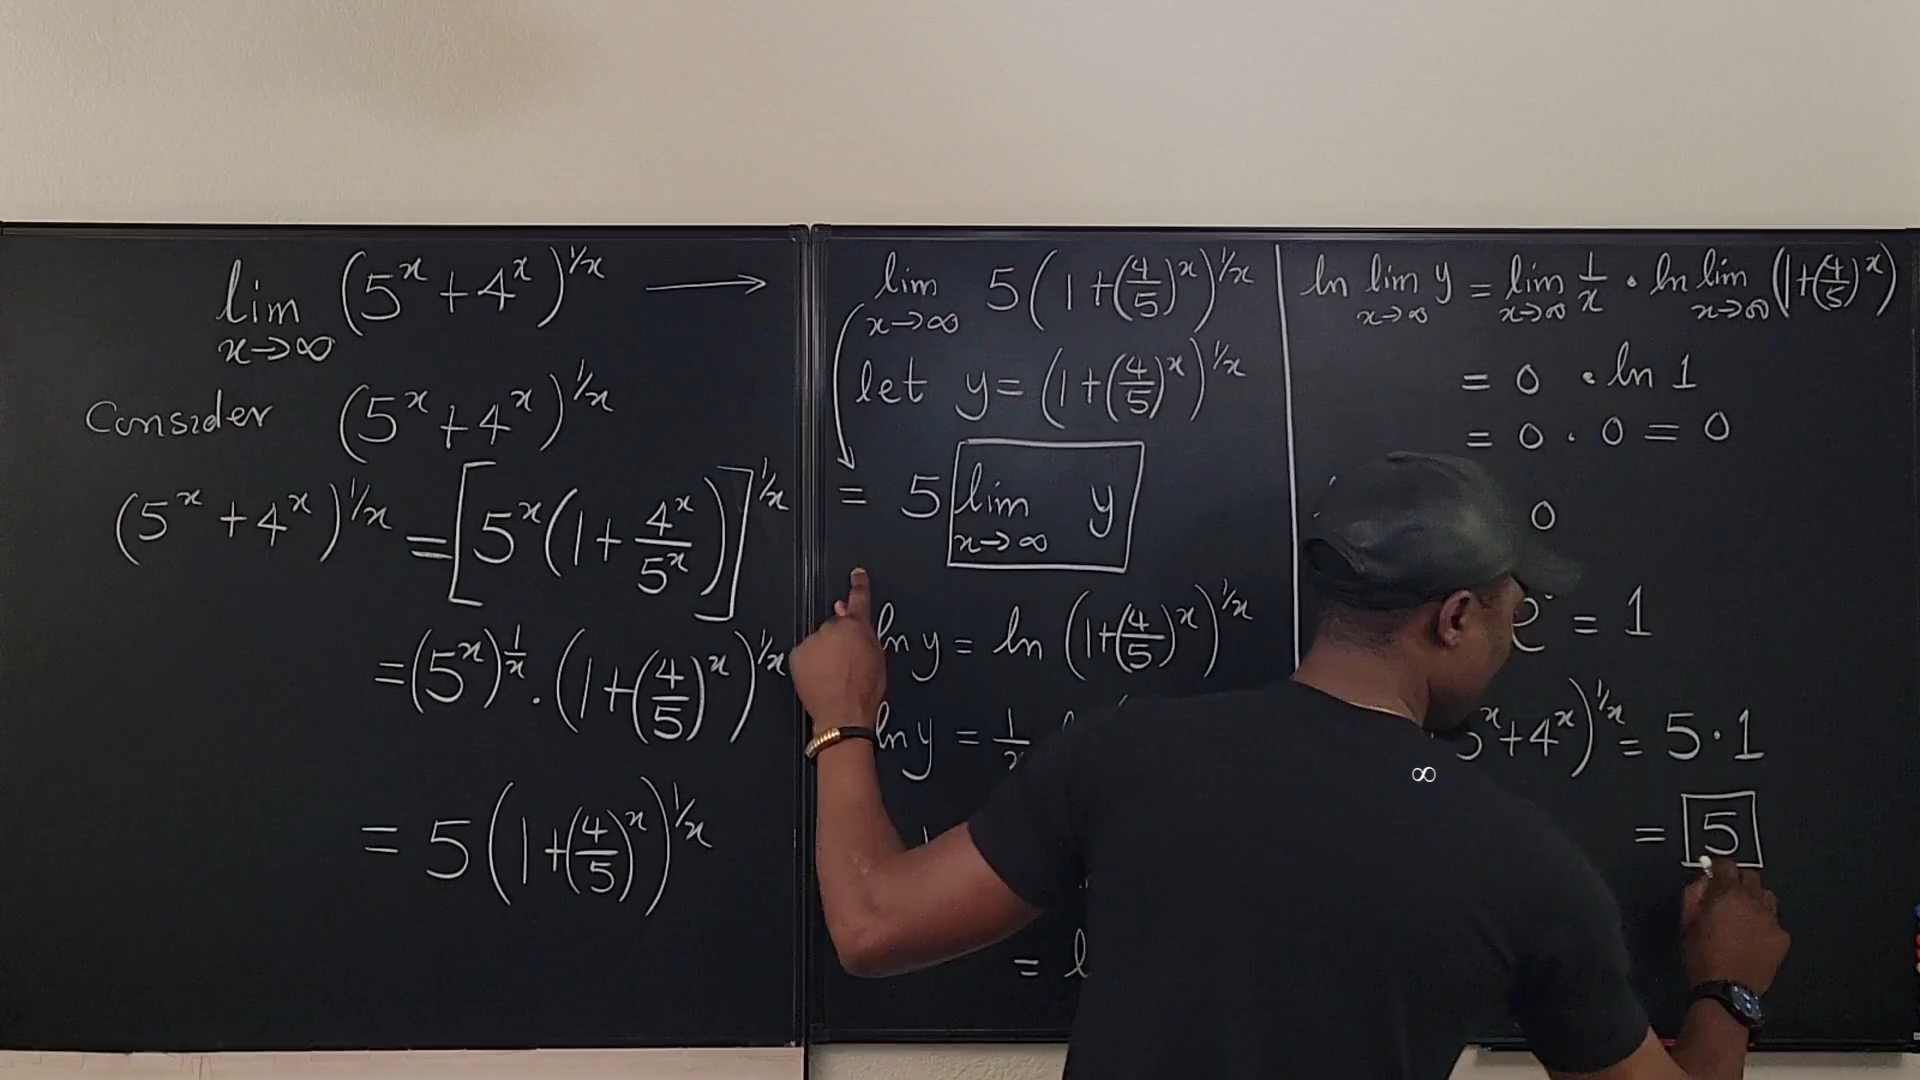 lim x→∞ (5^x + 4^x)^1/x →
Consider (5^x + 4^x)^1/x
(5^x + 4^x)^1/x = [5^x (1 + 4^x/5^x)]^1/x
= (5^x)^1/x · (1 + (4/5)^x)^1/x
= 5 (1 + (4/5)^x)^1/x
lim x→∞ 5 (1 + (4/5)^x)^1/x
let y = (1 + (4/5)^x)^1/x
= 5 lim x→∞ y
ln y = ln (1 + (4/5)^x)^1/x
ln y = 1/x
=
ln lim x→∞ y = lim x→∞ 1/x · ln lim x→∞ (1 + (4/5)^x)
= 0 · ln 1
= 0 · 0 = 0
0
= 1
5^x + 4^x)^1/x = 5 · 1
∞
= 5